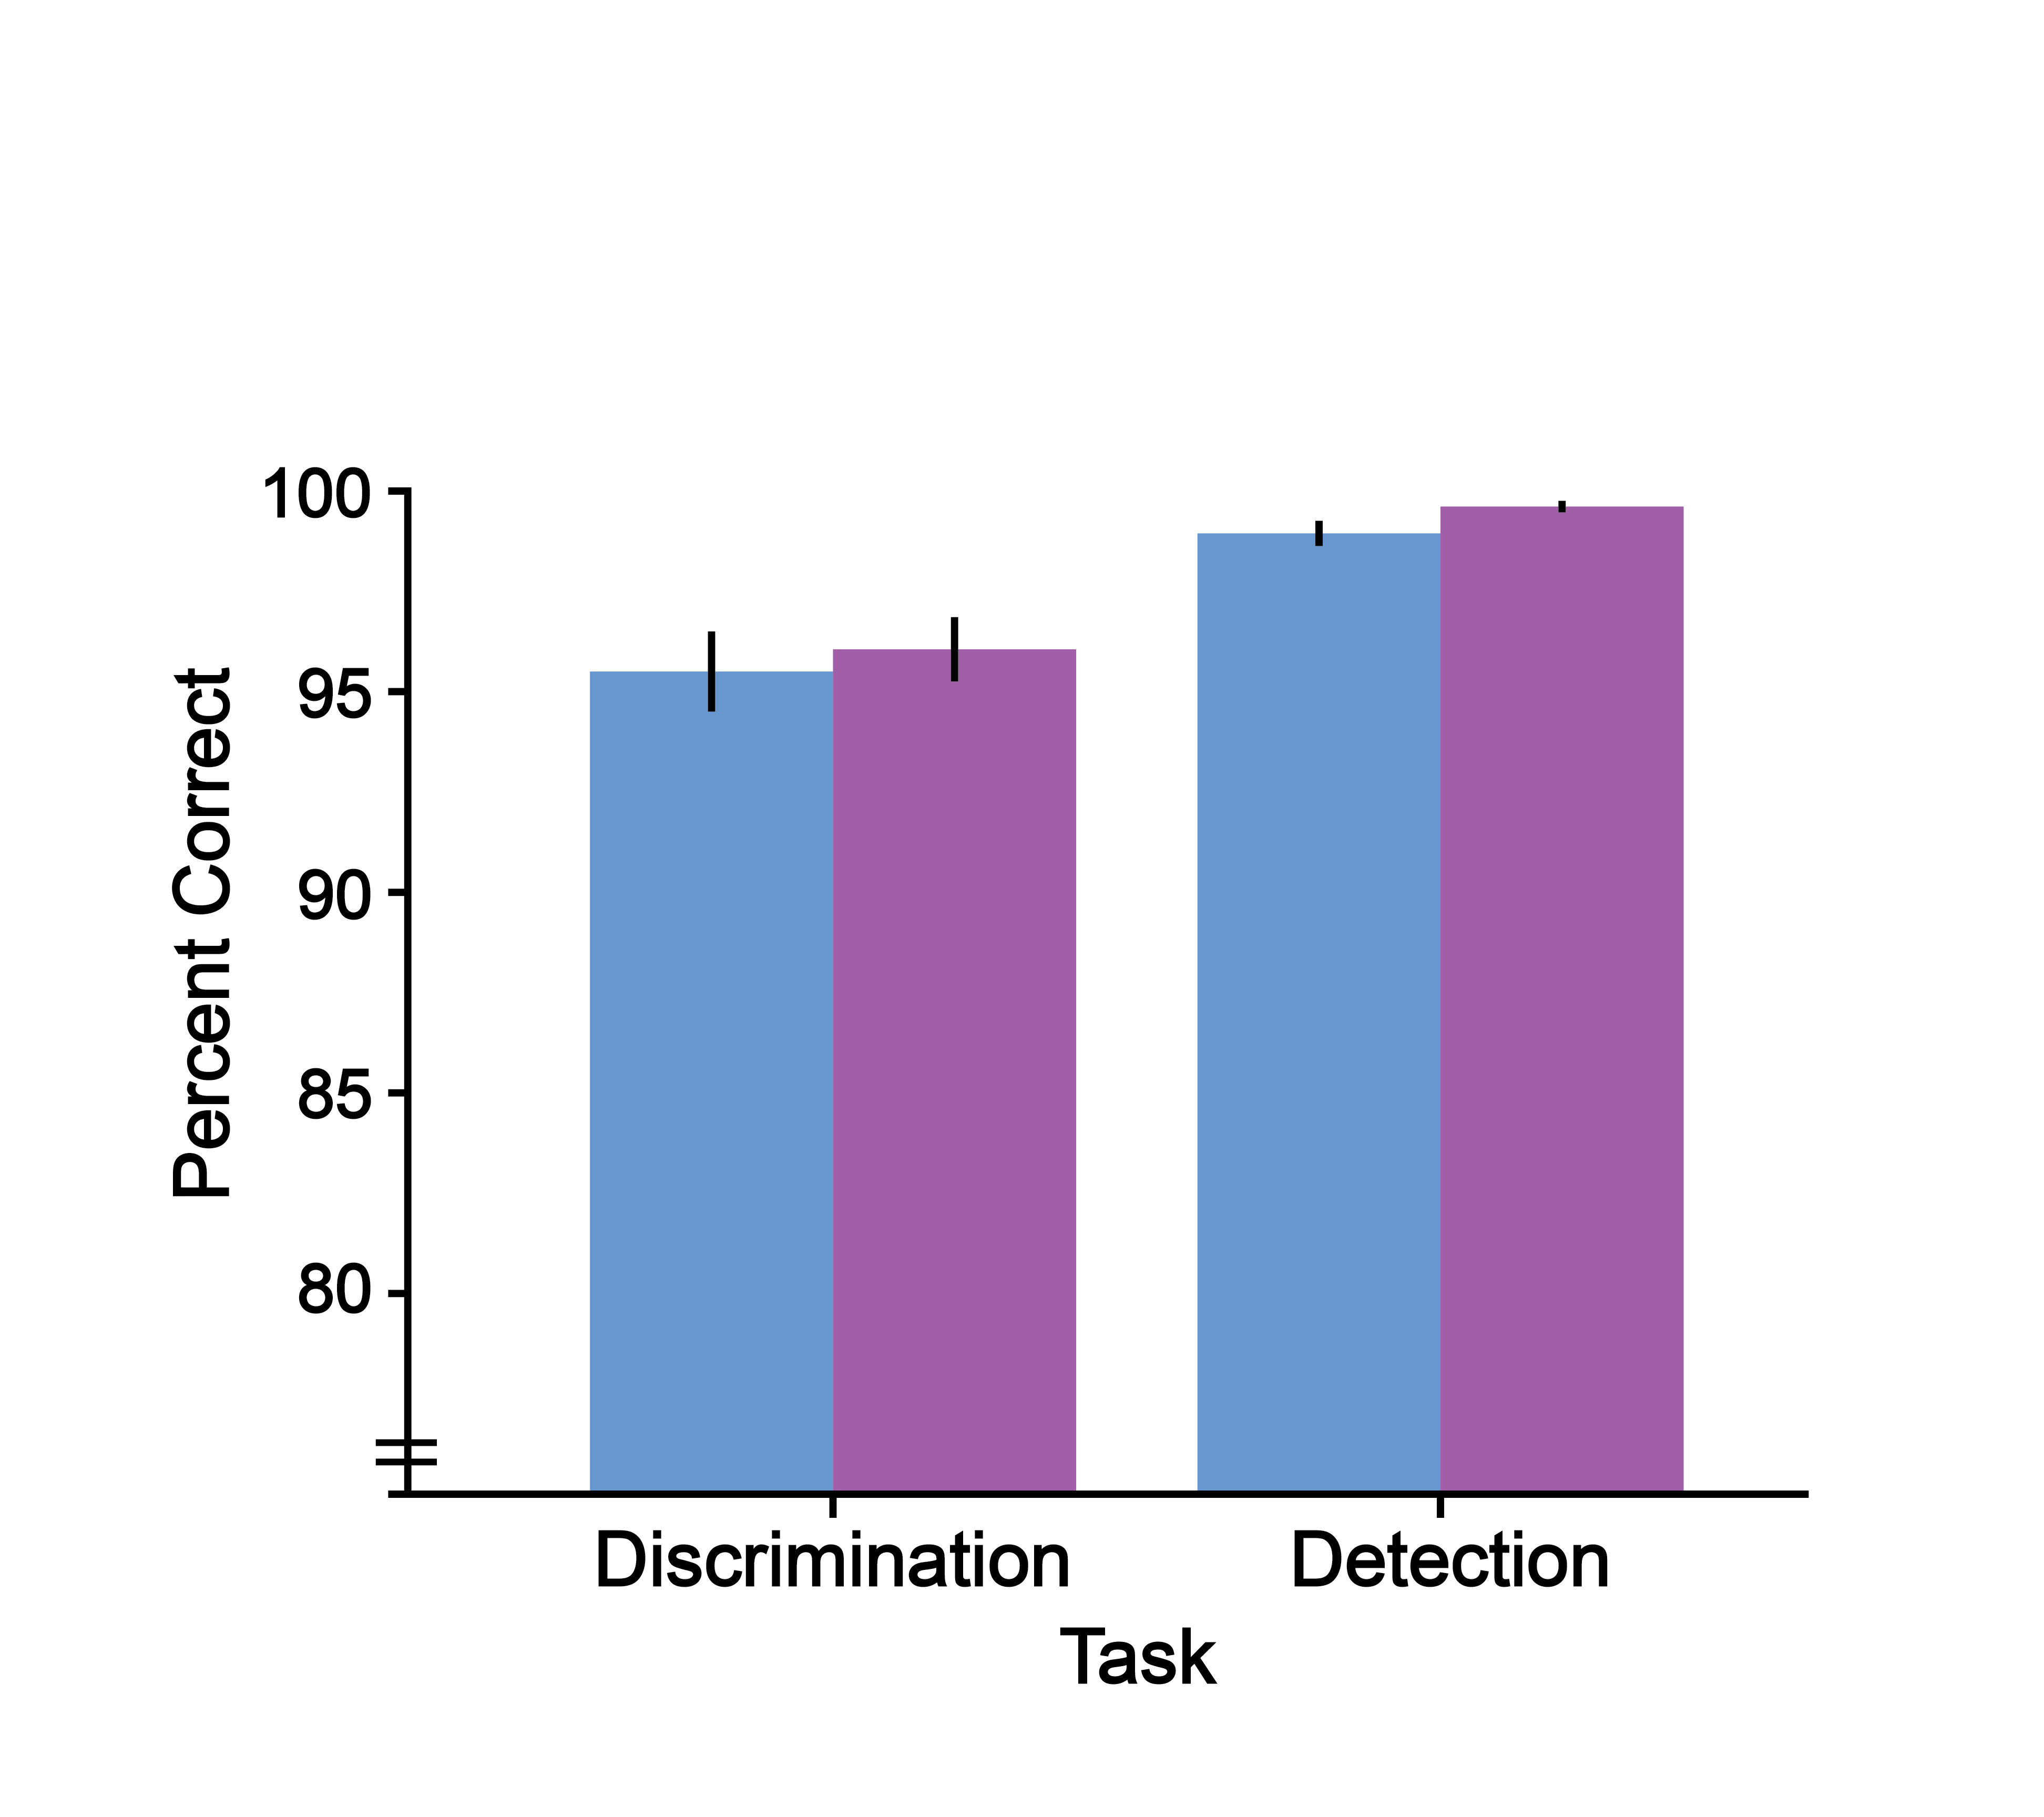 100
95
90
85
80
Percent Correct
Discrimination
Detection
Task